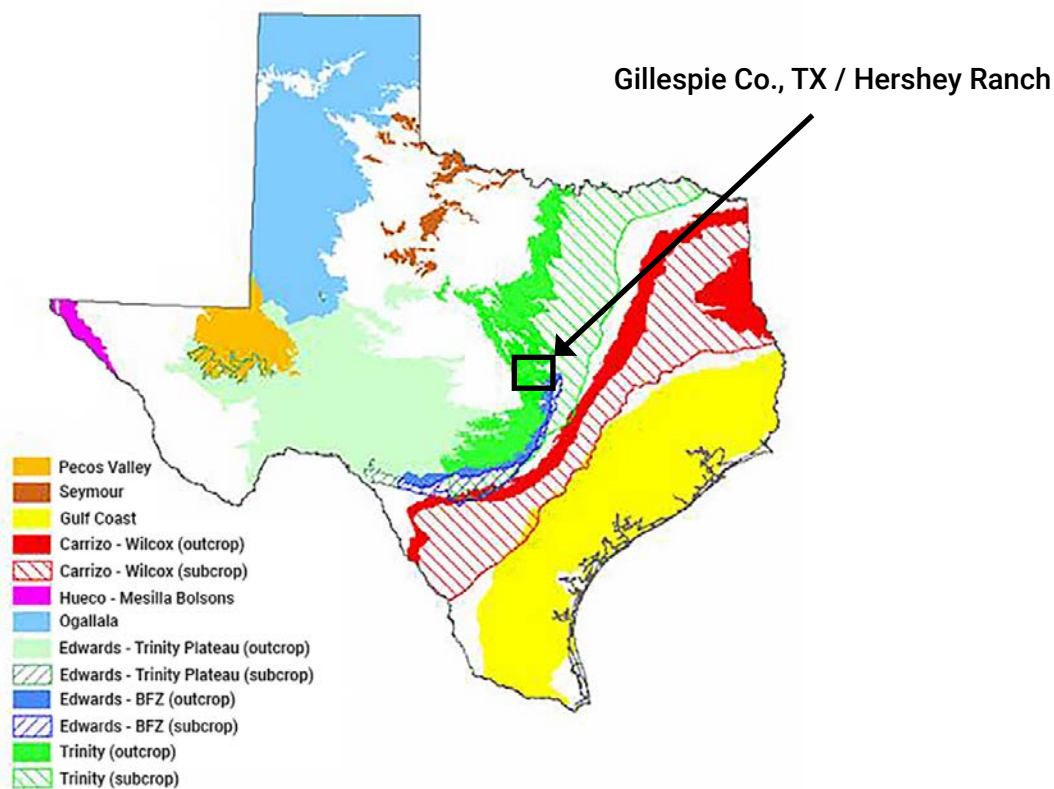 Gillespie Co., TX / Hershey Ranch
Pecos Valley
Seymour
Gulf Coast
Carrizo - Wilcox (outcrop)
Carrizo - Wilcox (subcrop)
Hueco - Mesilla Bolsons
Ogallala
Edwards - Trinity Plateau (outcrop)
Edwards - Trinity Plateau (subcrop)
Edwards - BFZ (outcrop)
Edwards - BFZ (subcrop)
Trinity (outcrop)
Trinity (subcrop)